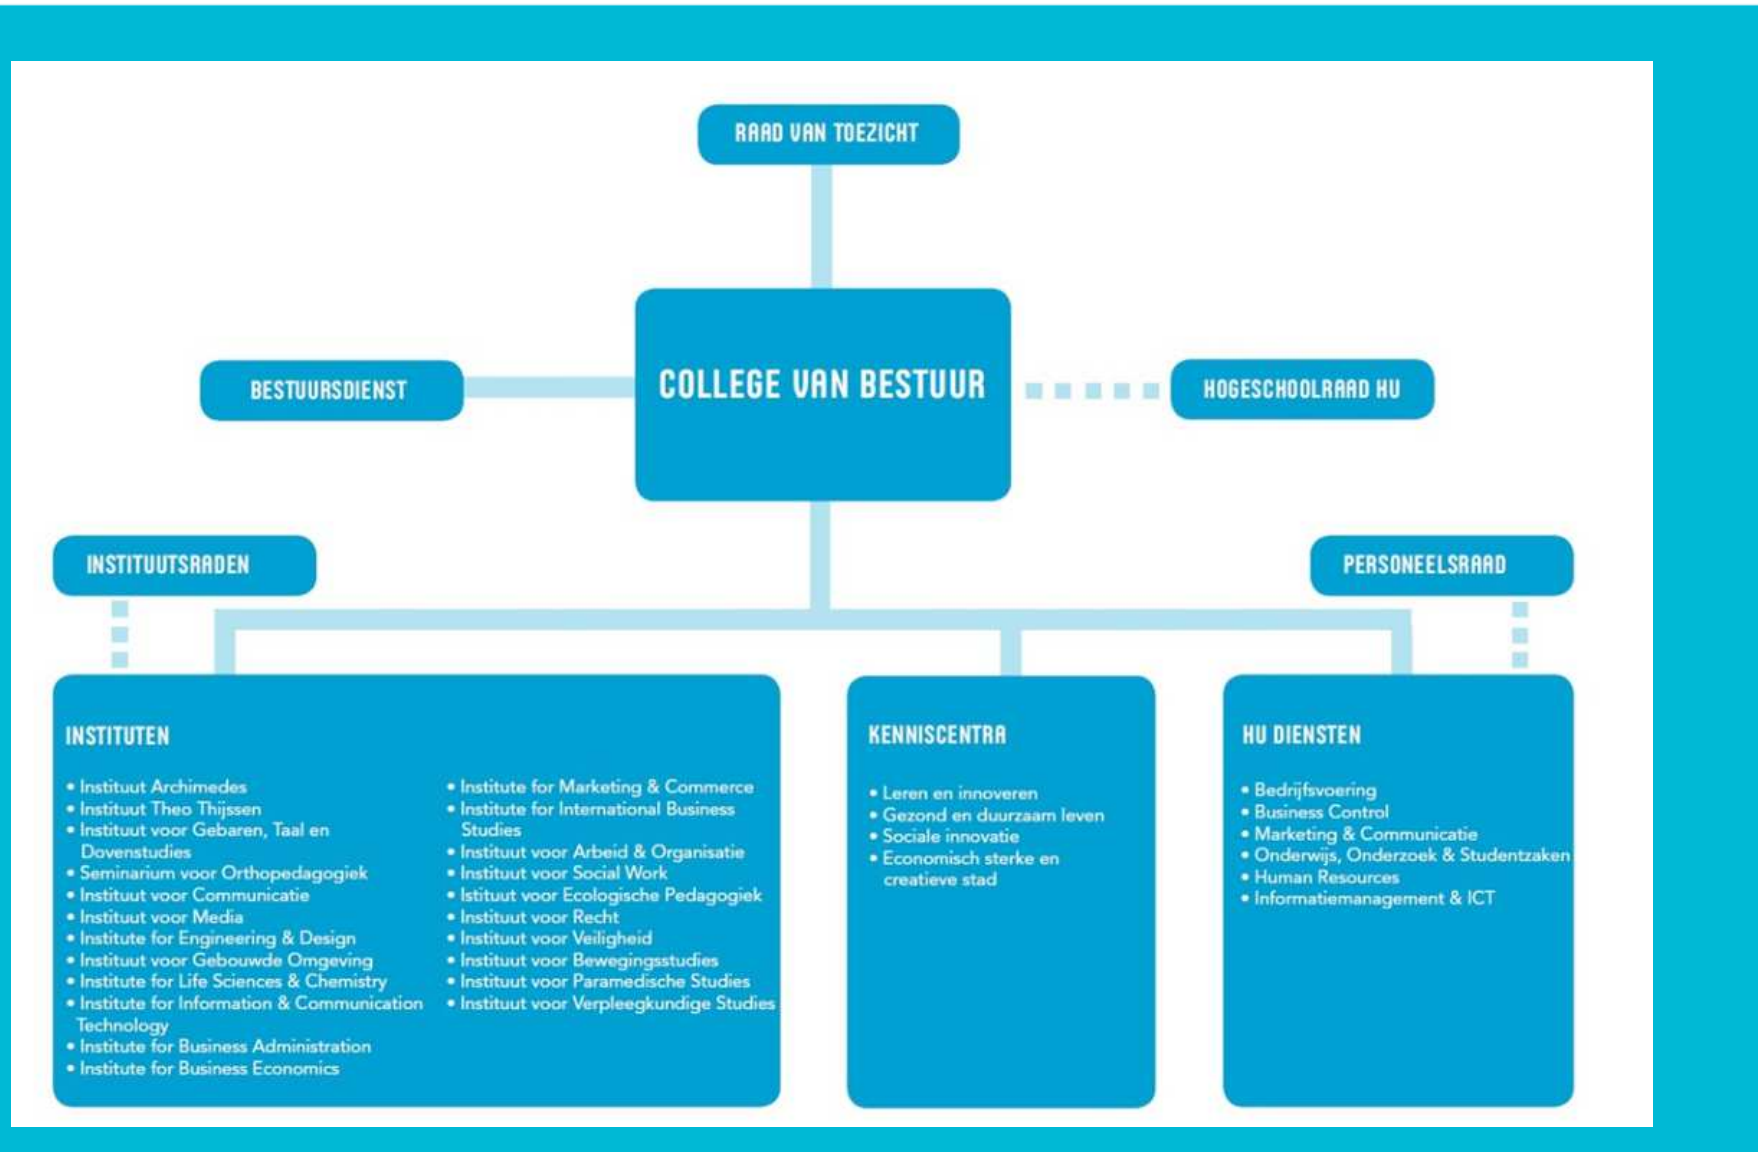 RAAD VAN TOEZICHT
COLLEGE VAN BESTUUR
BESTUURSDIENST
HOGESCHOOLRAAD HU
INSTITUUTSRADEN
PERSONEELSRAAD
INSTITUTEN
• Instituut Archimedes
• Instituut Theo Thijssen
• Instituut voor Gebaren, Taal en
Dovenstudies
• Seminarium voor Orthopedagogiek
• Instituut voor Communicatie
• Instituut voor Media
• Institute for Engineering & Design
• Instituut voor Gebouwde Omgeving
• Institute for Life Sciences & Chemistry
• Institute for Information & Communication
Technology
• Institute for Business Administration
• Institute for Business Economics
• Institute for Marketing & Commerce
• Institute for International Business
Studies
• Instituut voor Arbeid & Organisatie
• Instituut voor Social Work
• Istituut voor Ecologische Pedagogiek
• Instituut voor Recht
• Instituut voor Veiligheid
• Instituut voor Bewegingsstudies
• Instituut voor Paramedische Studies
• Instituut voor Verpleegkundige Studies
KENNISCENTRA
• Leren en innoveren
• Gezond en duurzaam leven
• Sociale innovatie
• Economisch sterke en
creatieve stad
HU DIENSTEN
• Bedrijfsvoering
• Business Control
• Marketing & Communicatie
• Onderwijs, Onderzoek & Studentzaken
• Human Resources
• Informatiemanagement & ICT